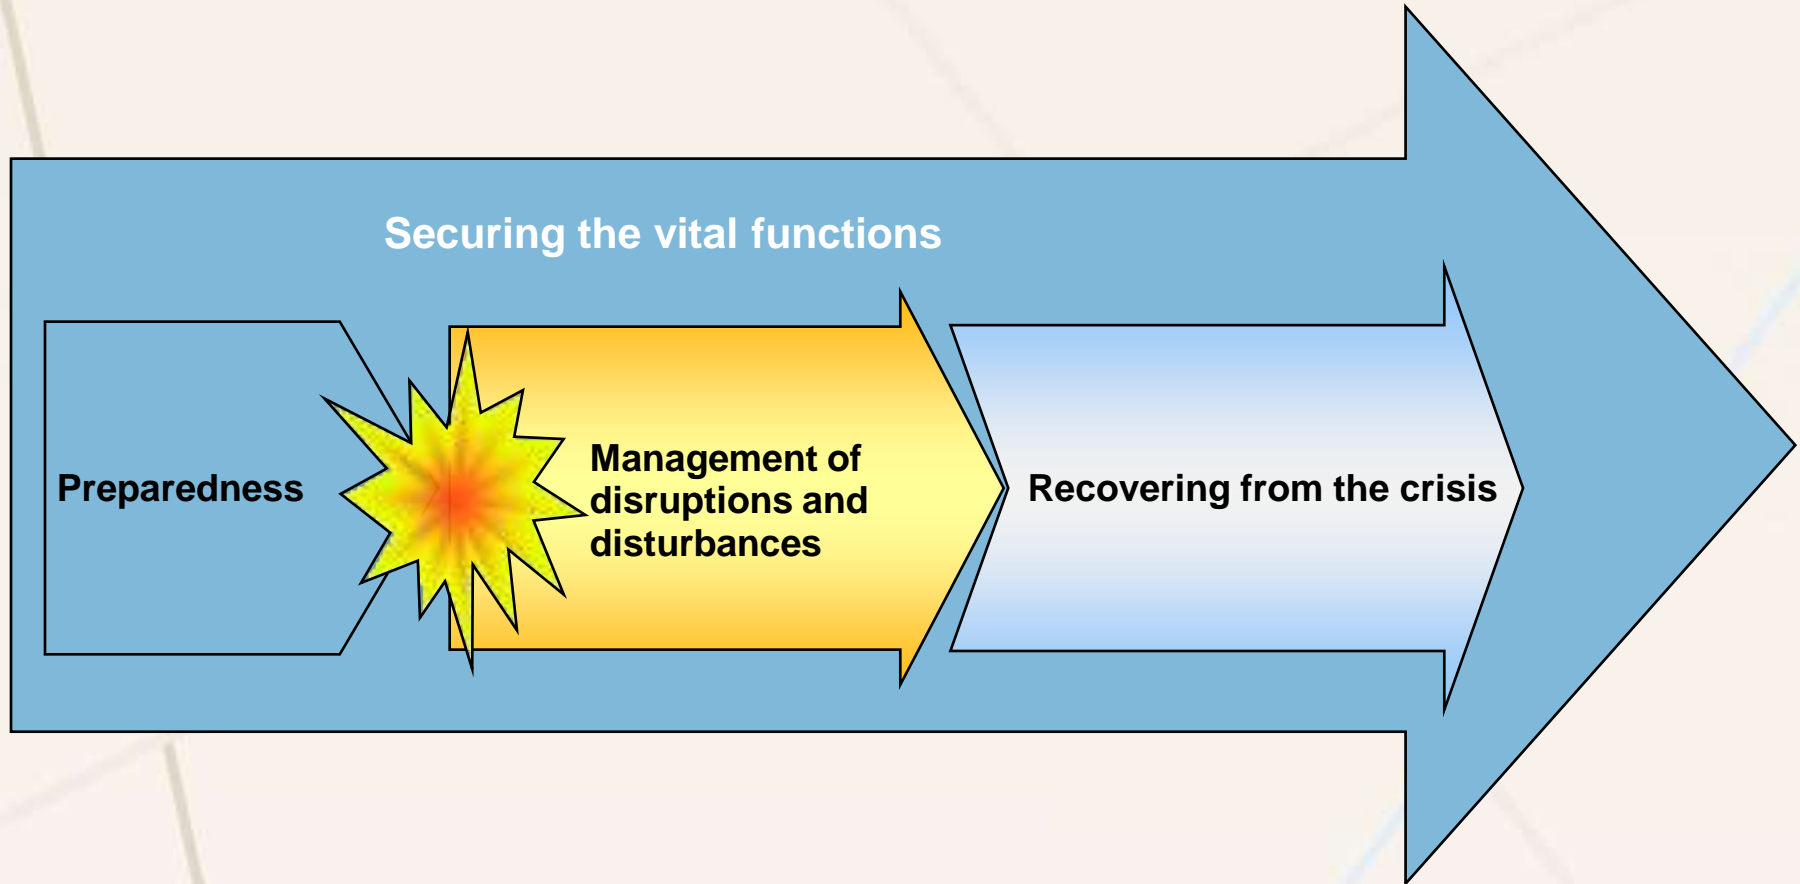 Securing the vital functions
Preparedness
Management of
disruptions and
disturbances
Recovering from the crisis